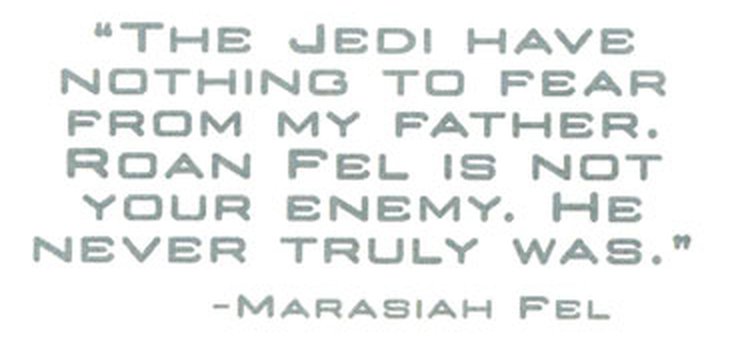 “The Jedi have
nothing to fear
from my father.
Roan Fel is not
your enemy. He
never truly was.”
-Marasiah Fel